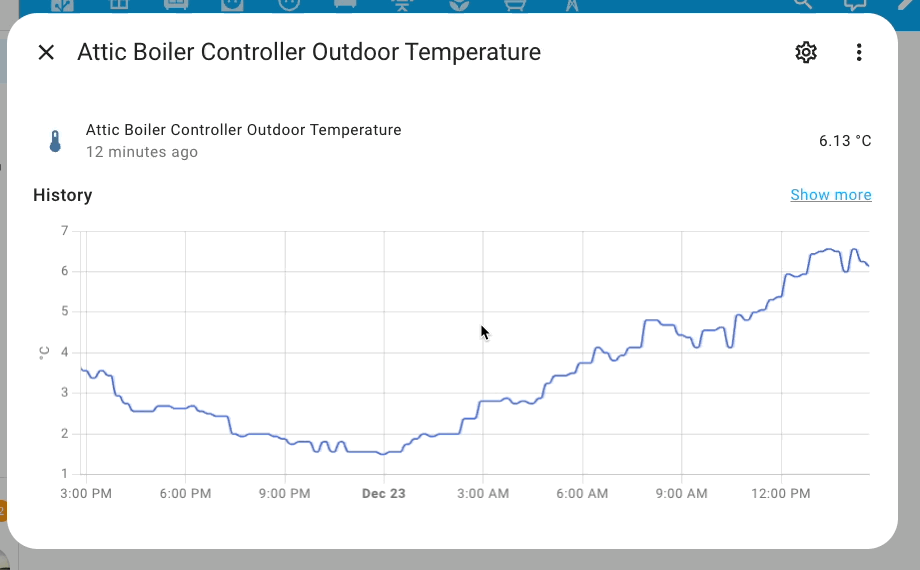 Attic Boiler Controller Outdoor Temperature
Attic Boiler Controller Outdoor Temperature
12 minutes ago
6.13 °C
History
Show more
7
6
5
4
3
2
1
°C
3:00 PM
6:00 PM
9:00 PM
Dec 23
3:00 AM
6:00 AM
9:00 AM
12:00 PM
2